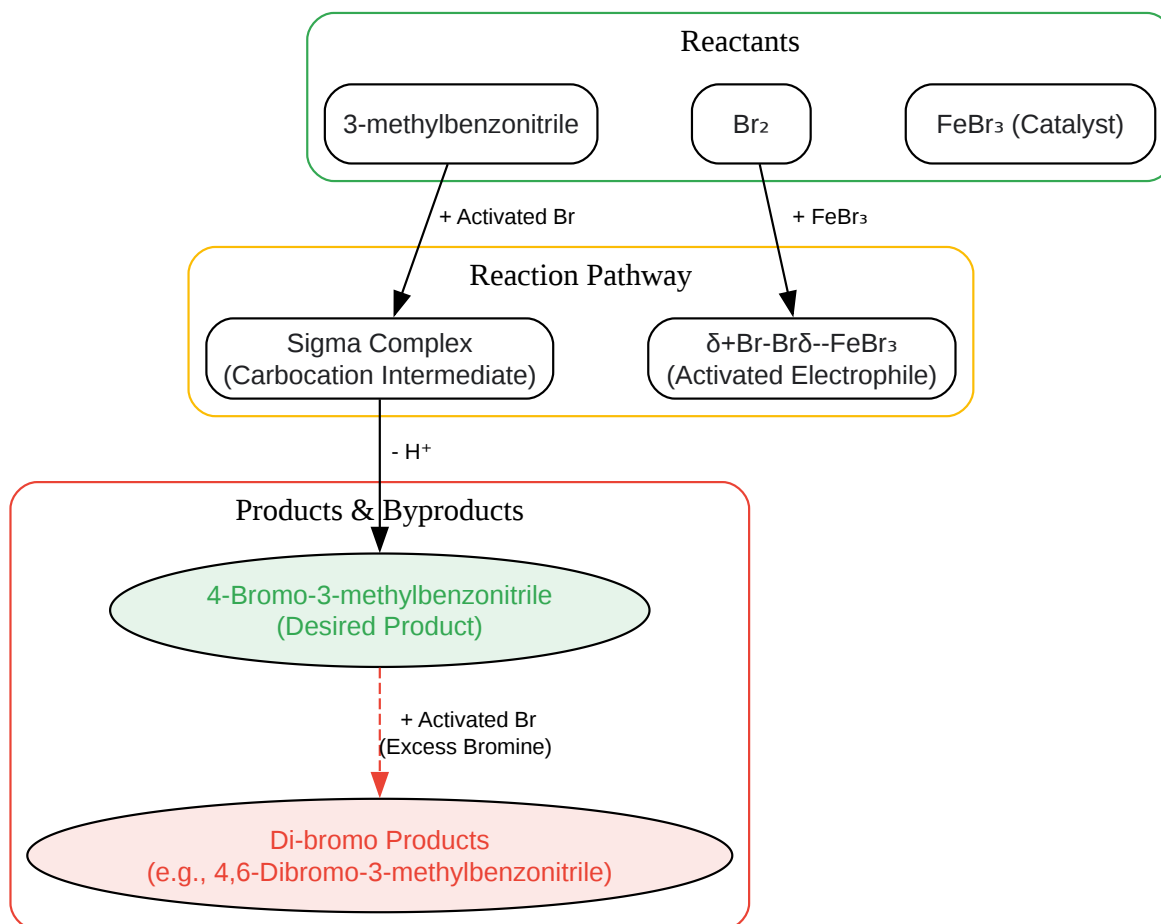 Reactants
3-methylbenzonitrile
Br₂
FeBr₃ (Catalyst)
+ Activated Br
+ FeBr₃
Reaction Pathway
Sigma Complex
(Carbocation Intermediate)
δ+Br-Brδ--FeBr₃
(Activated Electrophile)
- H⁺
Products & Byproducts
4-Bromo-3-methylbenzonitrile
(Desired Product)
+ Activated Br
(Excess Bromine)
Di-bromo Products
(e.g., 4,6-Dibromo-3-methylbenzonitrile)